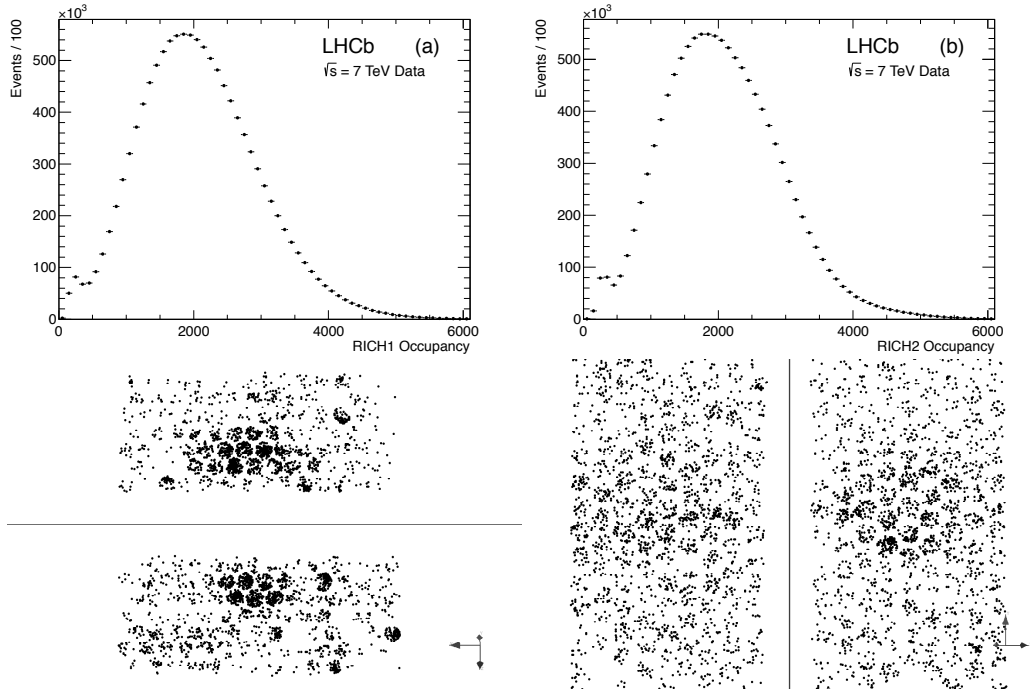 ×10³
Events / 100
LHCb (a)
√s = 7 TeV Data
500
400
300
200
100
0
0 2000 4000 6000
RICH1 Occupancy
×10³
Events / 100
LHCb (b)
√s = 7 TeV Data
500
400
300
200
100
0
0 2000 4000 6000
RICH2 Occupancy